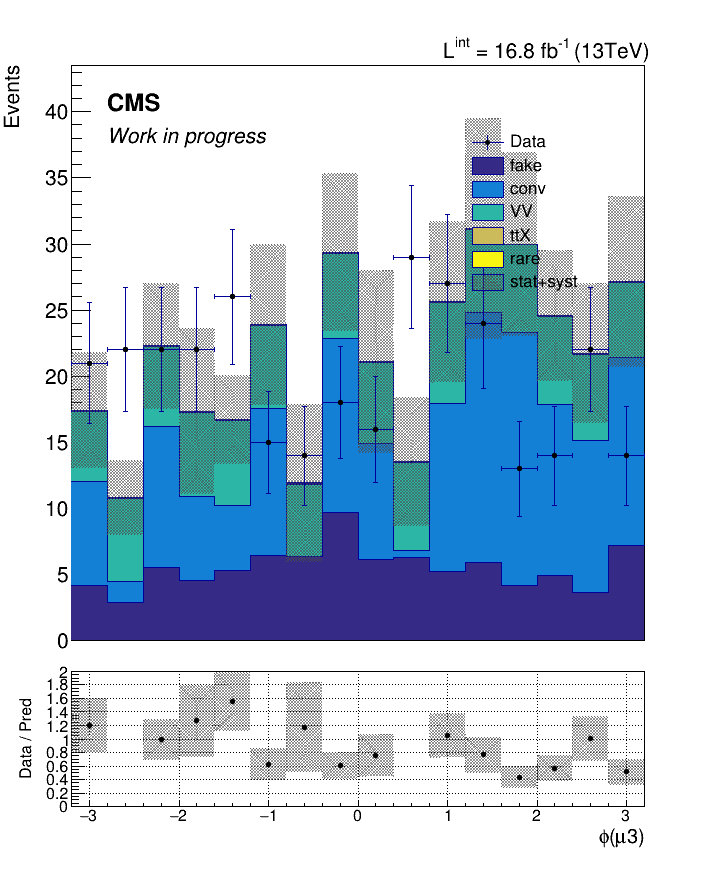 L^int = 16.8 fb^-1 (13TeV)
Events
CMS
Work in progress
Data
fake
conv
VV
ttX
rare
stat+syst
40
35
30
25
20
15
10
5
0
Data / Pred
2
1.8
1.6
1.4
1.2
1
0.8
0.6
0.4
0.2
0
−3 −2 −1 0 1 2 3
ϕ(μ3)